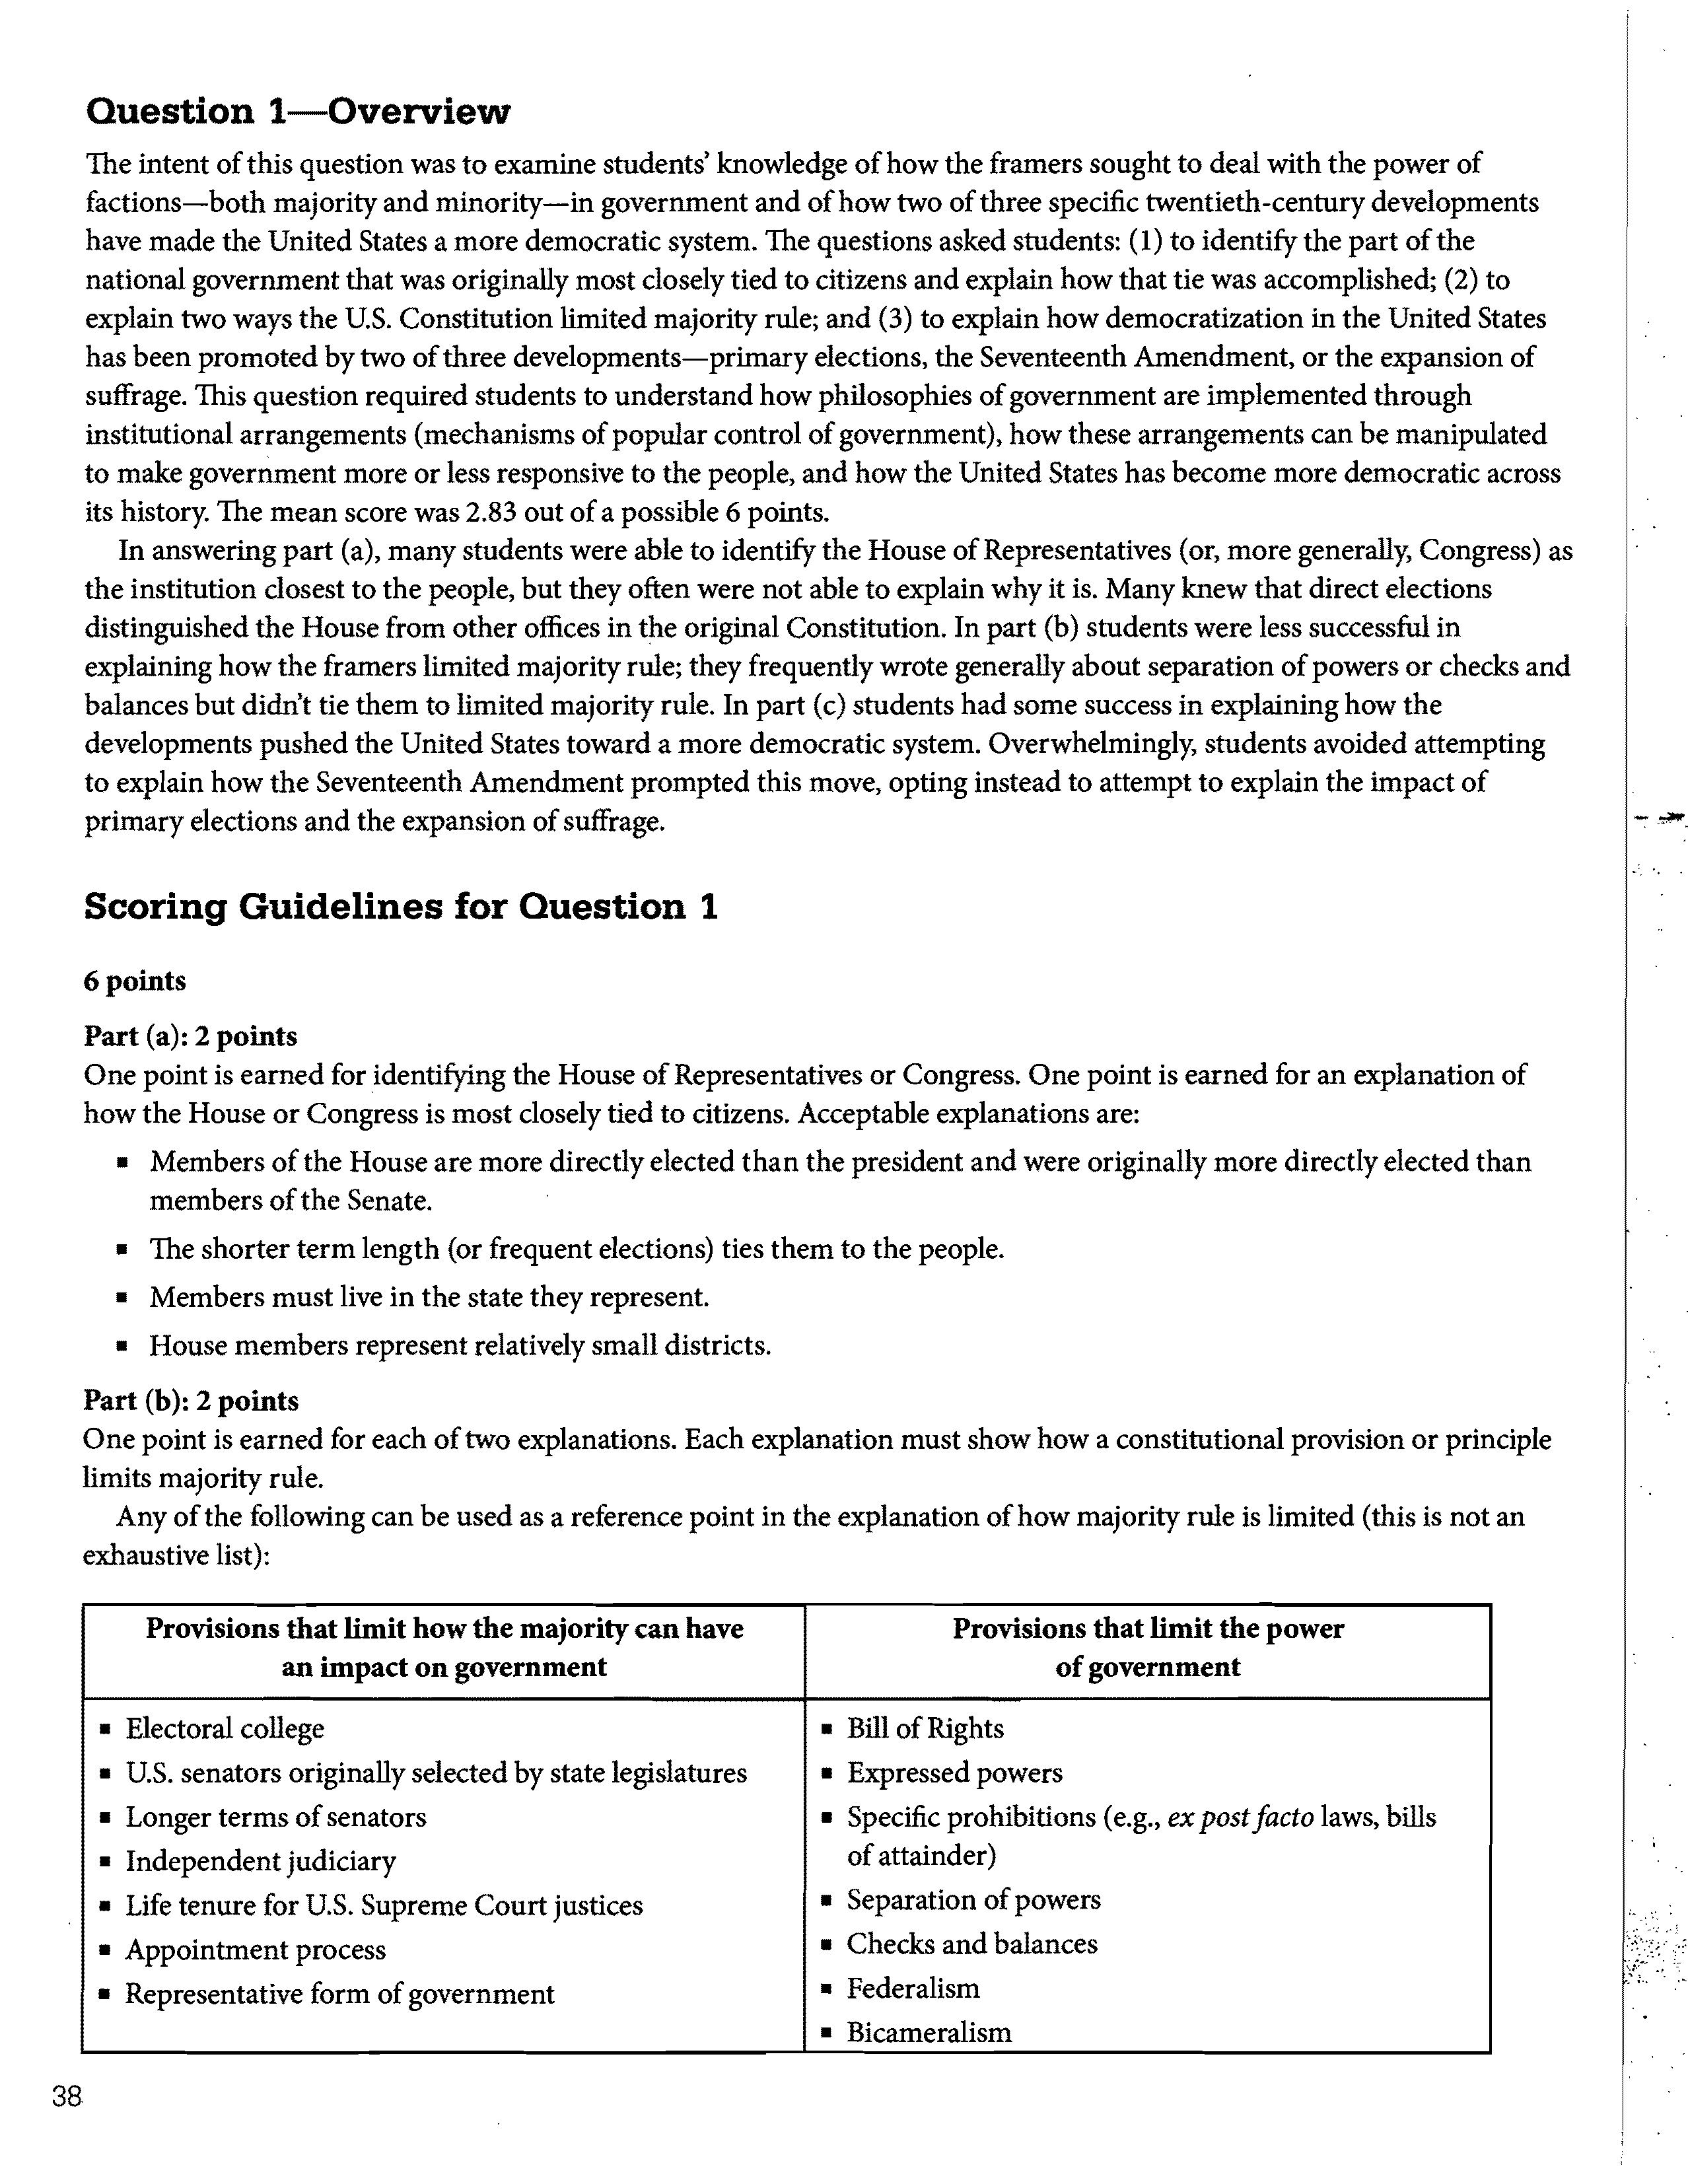 Question 1—Overview
The intent of this question was to examine students' knowledge of how the framers sought to deal with the power of
factions—both majority and minority—in government and of how two of three specific twentieth-century developments
have made the United States a more democratic system. The questions asked students: (1) to identify the part of the
national government that was originally most closely tied to citizens and explain how that tie was accomplished; (2) to
explain two ways the U.S. Constitution limited majority rule; and (3) to explain how democratization in the United States
has been promoted by two of three developments—primary elections, the Seventeenth Amendment, or the expansion of
suffrage. This question required students to understand how philosophies of government are implemented through
institutional arrangements (mechanisms of popular control of government), how these arrangements can be manipulated
to make government more or less responsive to the people, and how the United States has become more democratic across
its history. The mean score was 2.83 out of a possible 6 points.
In answering part (a), many students were able to identify the House of Representatives (or, more generally, Congress) as
the institution closest to the people, but they often were not able to explain why it is. Many knew that direct elections
distinguished the House from other offices in the original Constitution. In part (b) students were less successful in
explaining how the framers limited majority rule; they frequently wrote generally about separation of powers or checks and
balances but didn't tie them to limited majority rule. In part (c) students had some success in explaining how the
developments pushed the United States toward a more democratic system. Overwhelmingly, students avoided attempting
to explain how the Seventeenth Amendment prompted this move, opting instead to attempt to explain the impact of
primary elections and the expansion of suffrage.
Scoring Guidelines for Question 1
6 points
Part (a): 2 points
One point is earned for identifying the House of Representatives or Congress. One point is earned for an explanation of
how the House or Congress is most closely tied to citizens. Acceptable explanations are:
▪ Members of the House are more directly elected than the president and were originally more directly elected than
members of the Senate.
▪ The shorter term length (or frequent elections) ties them to the people.
▪ Members must live in the state they represent.
▪ House members represent relatively small districts.
Part (b): 2 points
One point is earned for each of two explanations. Each explanation must show how a constitutional provision or principle
limits majority rule.
Any of the following can be used as a reference point in the explanation of how majority rule is limited (this is not an
exhaustive list):
Provisions that limit how the majority can have
an impact on government
▪ Electoral college
▪ U.S. senators originally selected by state legislatures
▪ Longer terms of senators
▪ Independent judiciary
▪ Life tenure for U.S. Supreme Court justices
▪ Appointment process
▪ Representative form of government
Provisions that limit the power
of government
▪ Bill of Rights
▪ Expressed powers
▪ Specific prohibitions (e.g., ex post facto laws, bills
of attainder)
▪ Separation of powers
▪ Checks and balances
▪ Federalism
▪ Bicameralism
38